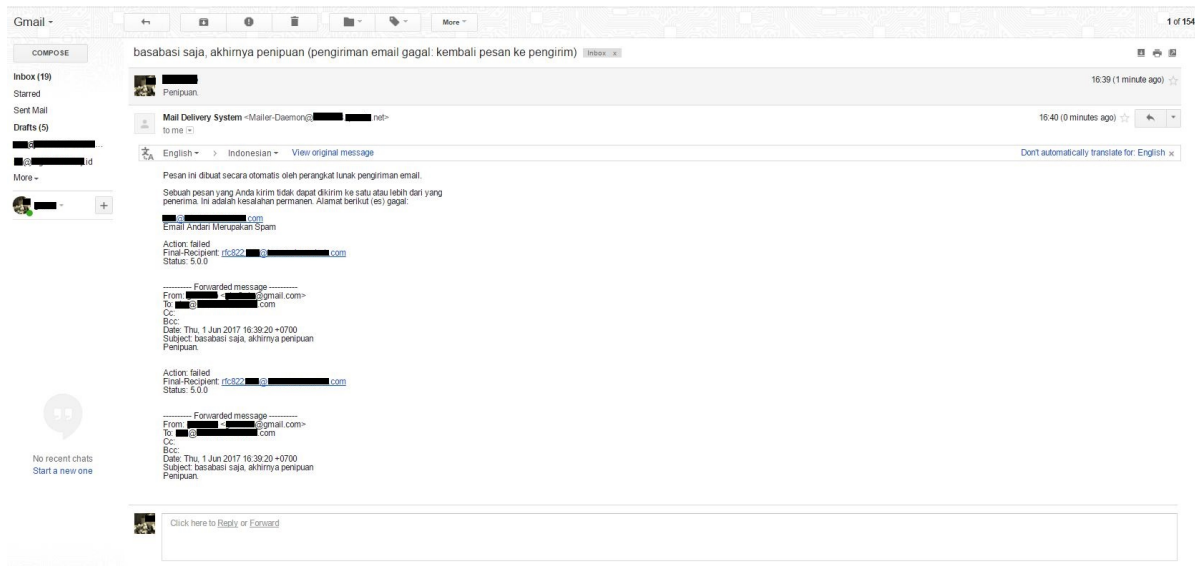 Gmail
More
1 of 154
COMPOSE
basabasi saja, akhirnya penipuan (pengiriman email gagal: kembali pesan ke pengirim) Inbox x
Inbox (19)
Starred
Sent Mail
Drafts (5)
@ ...
@ .id
More
Penipuan.
16:39 (1 minute ago)
Mail Delivery System <Mailer-Daemon@ .net>
to me
16:40 (0 minutes ago)
English > Indonesian View original message
Don't automatically translate for: English x
Pesan ini dibuat secara otomatis oleh perangkat lunak pengiriman email.
Sebuah pesan yang Anda kirim tidak dapat dikirim ke satu atau lebih dari yang
penerima. Ini adalah kesalahan permanen. Alamat berikut (es) gagal:
@ .com
Email Andari Merupakan Spam
Action: failed
Final-Recipient: rfc822; @ .com
Status: 5.0.0
---------- Forwarded message ----------
From: < @gmail.com>
To: @ .com
Cc:
Bcc:
Date: Thu, 1 Jun 2017 16:39:20 +0700
Subject: basabasi saja, akhirnya penipuan
Penipuan.
Action: failed
Final-Recipient: rfc822; @ .com
Status: 5.0.0
---------- Forwarded message ----------
From: < @gmail.com>
To: @ .com
Cc:
Bcc:
Date: Thu, 1 Jun 2017 16:39:20 +0700
Subject: basabasi saja, akhirnya penipuan
Penipuan.
No recent chats
Start a new one
Click here to Reply or Forward